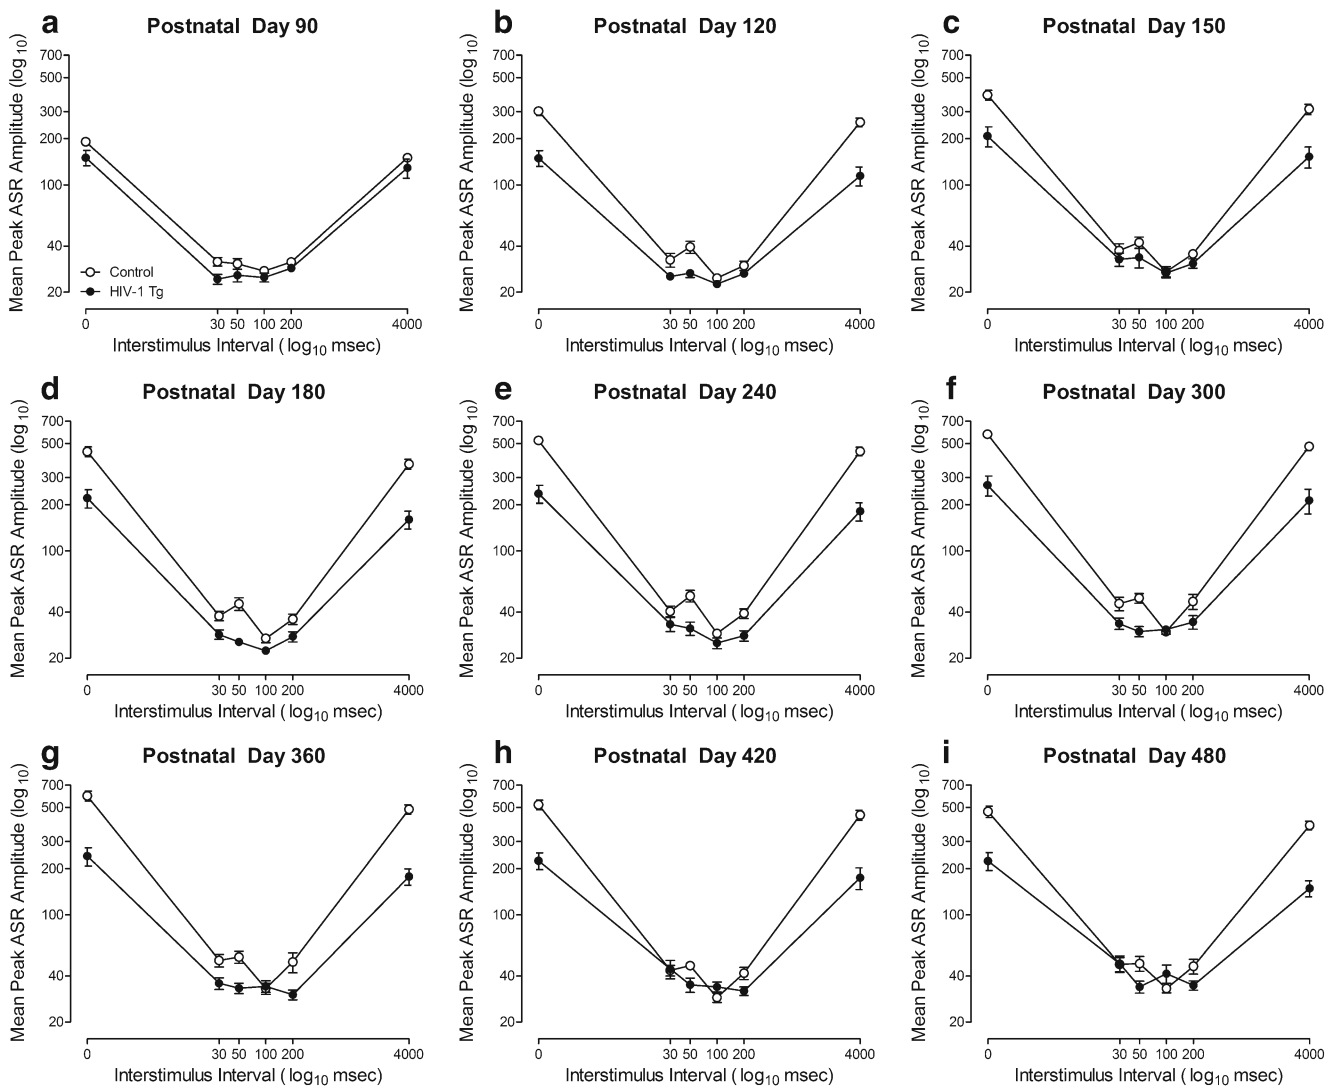 a Postnatal Day 90
Mean Peak ASR Amplitude (log10)
700
500
300
200
100
40
20
Control
HIV-1 Tg
0 30 50 100 200 4000
Interstimulus Interval ( log10 msec)
b Postnatal Day 120
Mean Peak ASR Amplitude (log10)
700
500
300
200
100
40
20
0 30 50 100 200 4000
Interstimulus Interval ( log10 msec)
c Postnatal Day 150
Mean Peak ASR Amplitude (log10)
700
500
300
200
100
40
20
0 30 50 100 200 4000
Interstimulus Interval ( log10 msec)
d Postnatal Day 180
Mean Peak ASR Amplitude (log10)
700
500
300
200
100
40
20
0 30 50 100 200 4000
Interstimulus Interval ( log10 msec)
e Postnatal Day 240
Mean Peak ASR Amplitude (log10)
700
500
300
200
100
40
20
0 30 50 100 200 4000
Interstimulus Interval ( log10 msec)
f Postnatal Day 300
Mean Peak ASR Amplitude (log10)
700
500
300
200
100
40
20
0 30 50 100 200 4000
Interstimulus Interval ( log10 msec)
g Postnatal Day 360
Mean Peak ASR Amplitude (log10)
700
500
300
200
100
40
20
0 30 50 100 200 4000
Interstimulus Interval ( log10 msec)
h Postnatal Day 420
Mean Peak ASR Amplitude (log10)
700
500
300
200
100
40
20
0 30 50 100 200 4000
Interstimulus Interval ( log10 msec)
i Postnatal Day 480
Mean Peak ASR Amplitude (log10)
700
500
300
200
100
40
20
0 30 50 100 200 4000
Interstimulus Interval ( log10 msec)